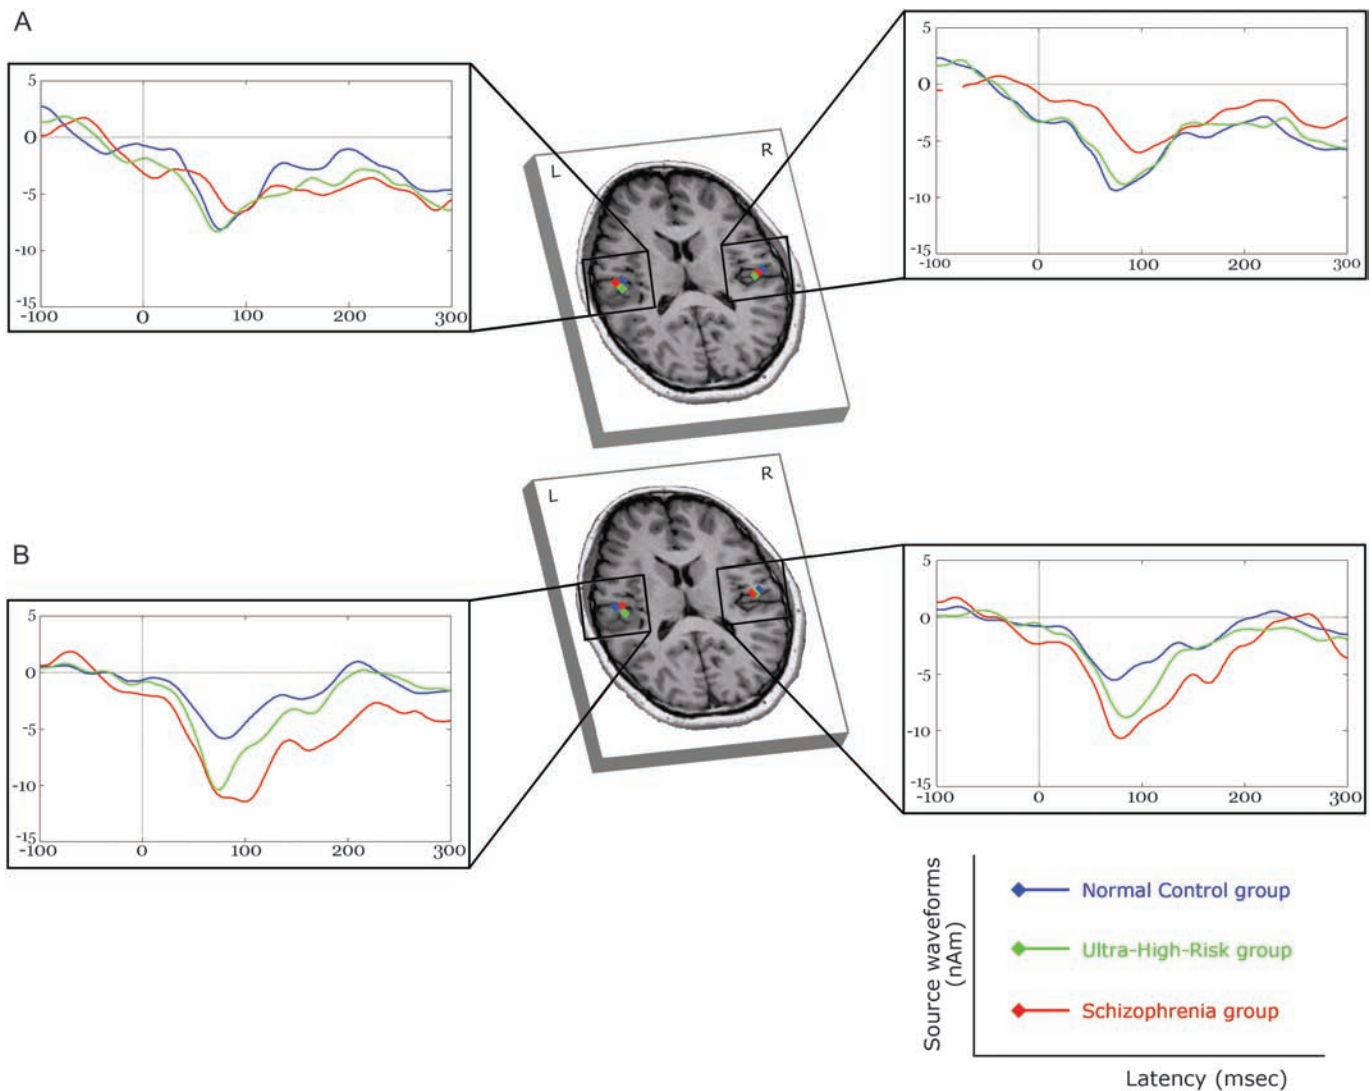 A
5
0
-5
-10
-15
-100 0 100 200 300
5
0
-5
-10
-15
-100 0 100 200 300
L
R
B
5
0
-5
-10
-15
-100 0 100 200 300
5
0
-5
-10
-15
-100 0 100 200 300
L
R
Source waveforms
(nAm)
Normal Control group
Ultra-High-Risk group
Schizophrenia group
Latency (msec)